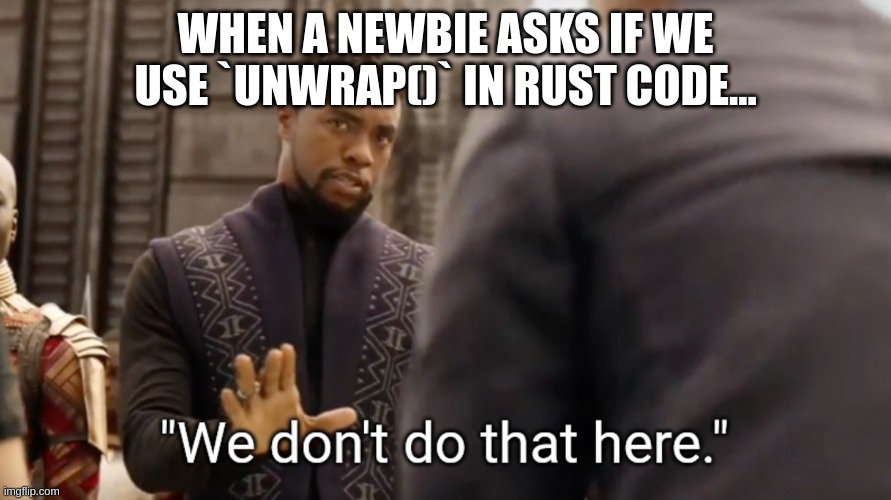 WHEN A NEWBIE ASKS IF WE
USE `UNWRAP()` IN RUST CODE...
"We don't do that here."
imgflip.com